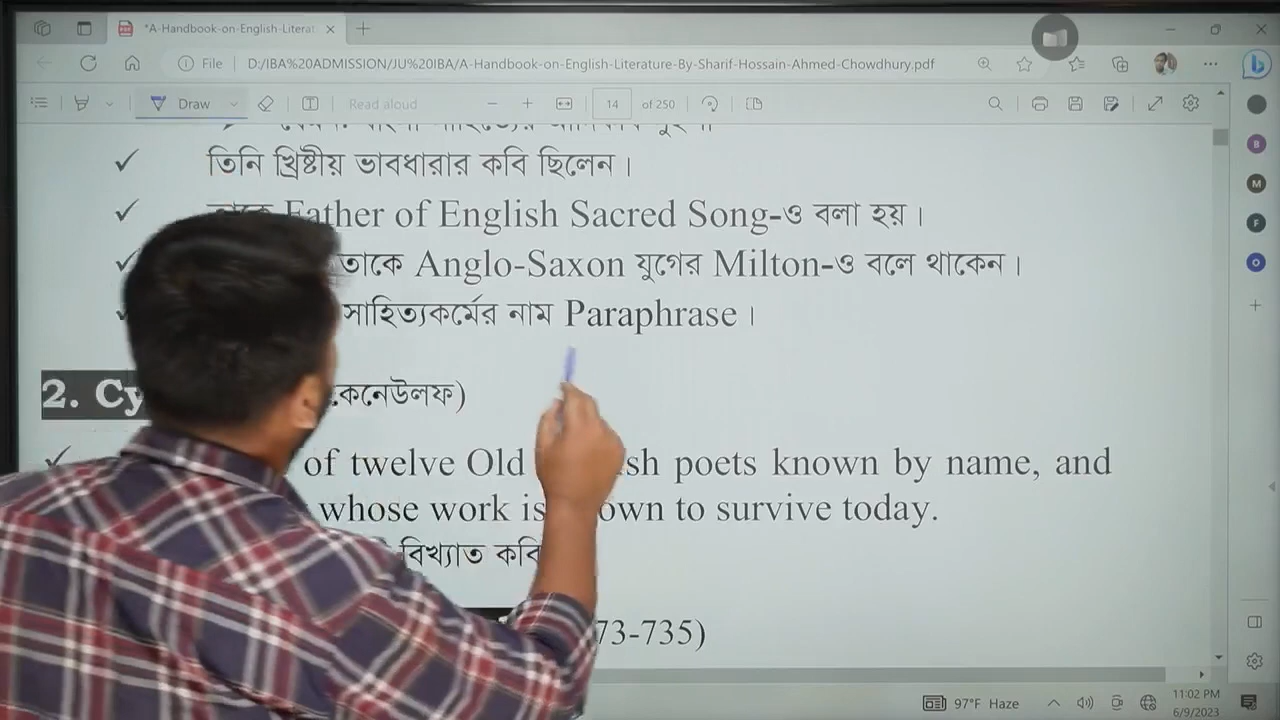 *A-Handbook-on-English-Literat
File D:/IBA%20ADMISSION/JU%20IBA/A-Handbook-on-English-Literature-By-Sharif-Hossain-Ahmed-Chowdhury.pdf
Draw Read aloud 14 of 250
✓ তিনি খ্রিষ্টীয় ভাবধারার কবি ছিলেন।
✓ তাকে Father of English Sacred Song-ও বলা হয়।
✓ তাকে Anglo-Saxon যুগের Milton-ও বলে থাকেন।
সাহিত্যকর্মের নাম Paraphrase।
2. Cy কেনেউলফ)
✓ of twelve Old sh poets known by name, and
whose work is own to survive today.
বিখ্যাত কবি
73-735)
97°F Haze
11:02 PM
6/9/2023
B
M
F
O